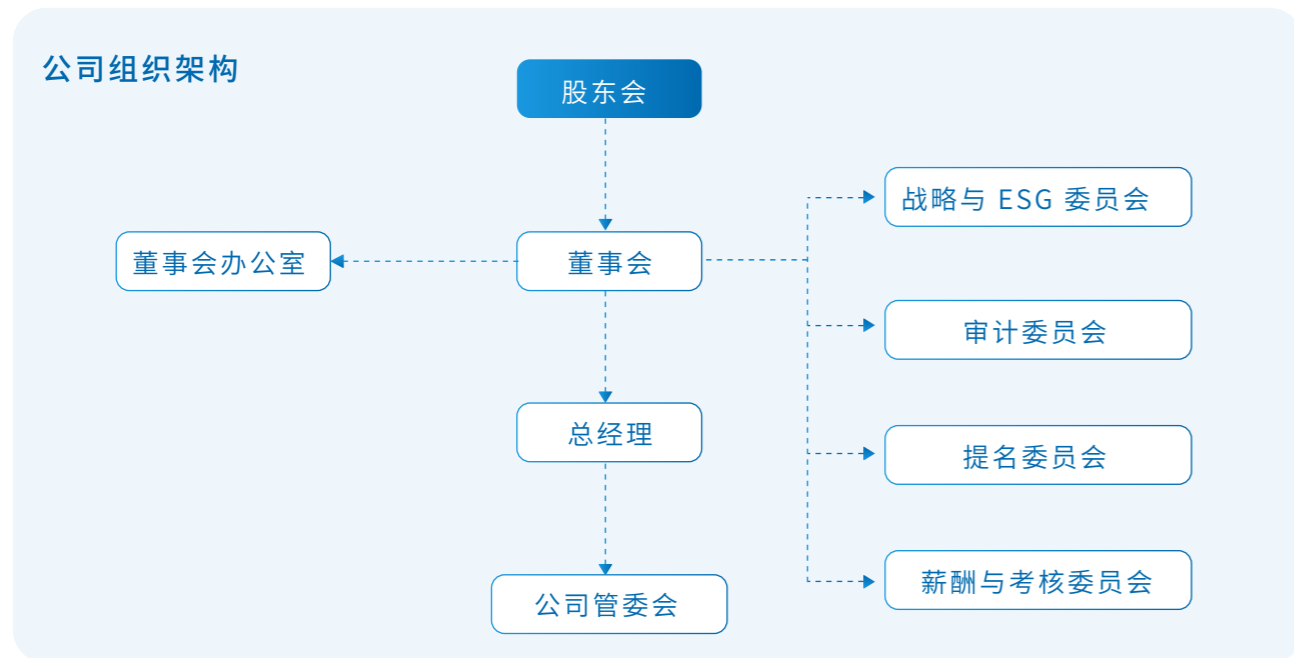 公司组织架构
股东会
战略与 ESG 委员会
董事会办公室
董事会
审计委员会
总经理
提名委员会
薪酬与考核委员会
公司管委会